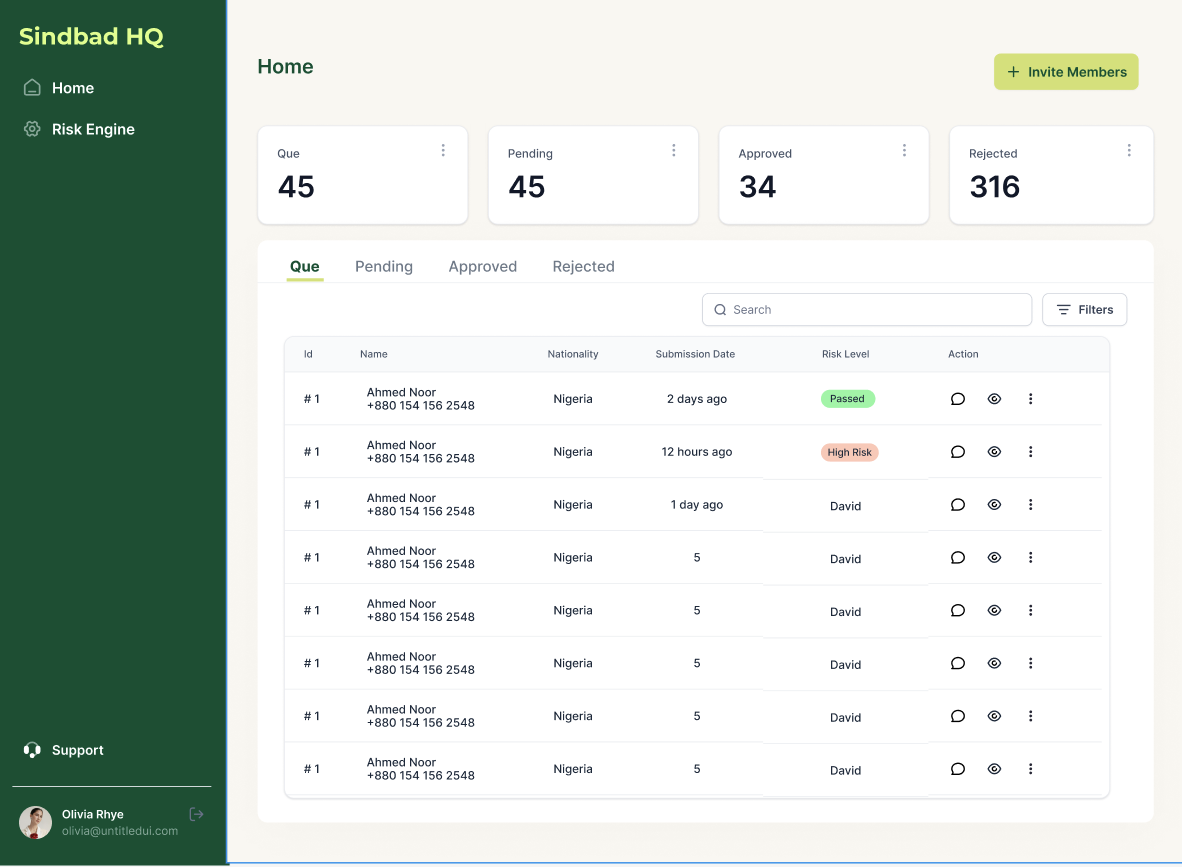 Sindbad HQ
Home
Risk Engine
Support
Olivia Rhye
olivia@untitledui.com
Home
+ Invite Members
Que
45
Pending
45
Approved
34
Rejected
316
Que Pending Approved Rejected
Search
Filters
Id Name Nationality Submission Date Risk Level Action
# 1 Ahmed Noor Nigeria 2 days ago Passed
+880 154 156 2548
# 1 Ahmed Noor Nigeria 12 hours ago High Risk
+880 154 156 2548
# 1 Ahmed Noor Nigeria 1 day ago David
+880 154 156 2548
# 1 Ahmed Noor Nigeria 5 David
+880 154 156 2548
# 1 Ahmed Noor Nigeria 5 David
+880 154 156 2548
# 1 Ahmed Noor Nigeria 5 David
+880 154 156 2548
# 1 Ahmed Noor Nigeria 5 David
+880 154 156 2548
# 1 Ahmed Noor Nigeria 5 David
+880 154 156 2548